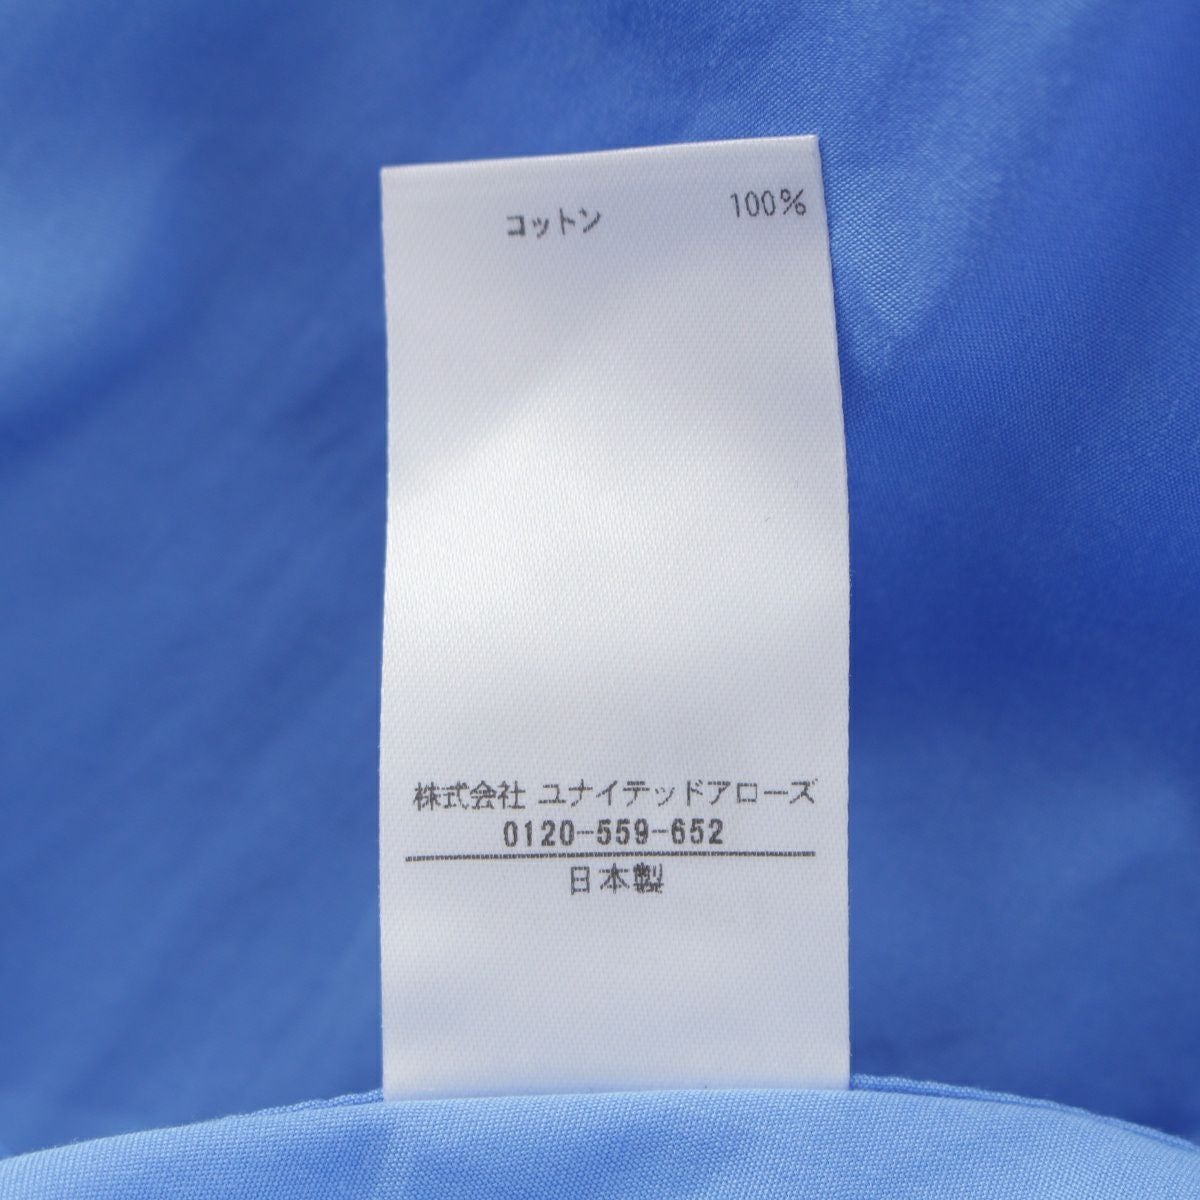 コットン 100%
株式会社 ユナイテッドアローズ
0120-559-652
日本製